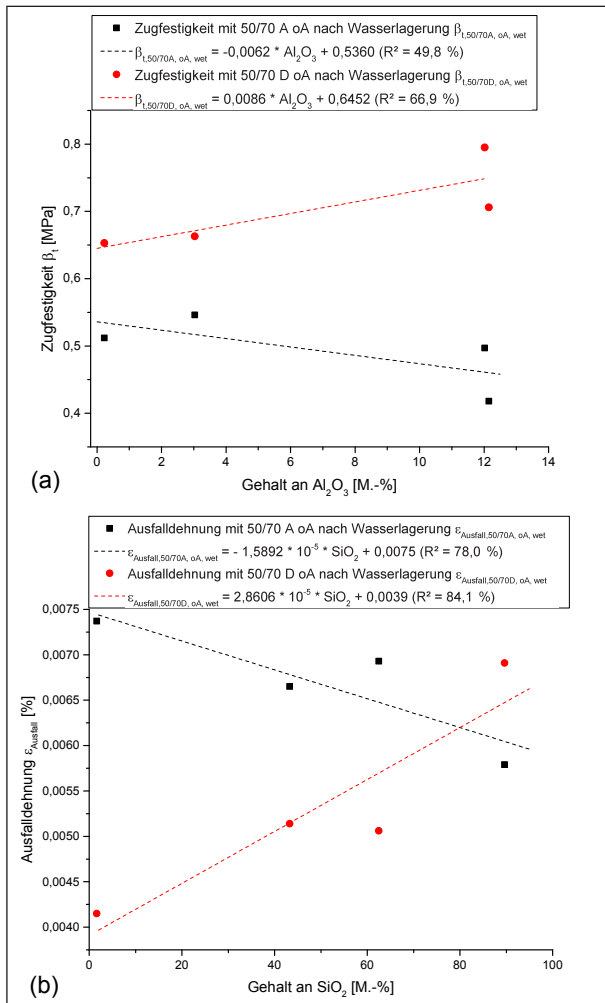 Zugfestigkeit mit 50/70 A oA nach Wasserlagerung βt,50/70A, oA, wet
βt,50/70A, oA, wet = -0,0062 * Al2O3 + 0,5360 (R² = 49,8 %)
Zugfestigkeit mit 50/70 D oA nach Wasserlagerung βt,50/70D, oA, wet
βt,50/70D, oA, wet = 0,0086 * Al2O3 + 0,6452 (R² = 66,9 %)
Zugfestigkeit βt [MPa]
0,8
0,7
0,6
0,5
0,4
0 2 4 6 8 10 12 14
(a)
Gehalt an Al2O3 [M.-%]
Ausfalldehnung mit 50/70 A oA nach Wasserlagerung εAusfall,50/70A, oA, wet
εAusfall,50/70A, oA, wet = - 1,5892 * 10-5 * SiO2 + 0,0075 (R² = 78,0 %)
Ausfalldehnung mit 50/70 D oA nach Wasserlagerung εAusfall,50/70D, oA, wet
εAusfall,50/70D, oA, wet = 2,8606 * 10-5 * SiO2 + 0,0039 (R² = 84,1 %)
Ausfalldehnung εAusfall [%]
0,0075
0,0070
0,0065
0,0060
0,0055
0,0050
0,0045
0,0040
0 20 40 60 80 100
(b)
Gehalt an SiO2 [M.-%]